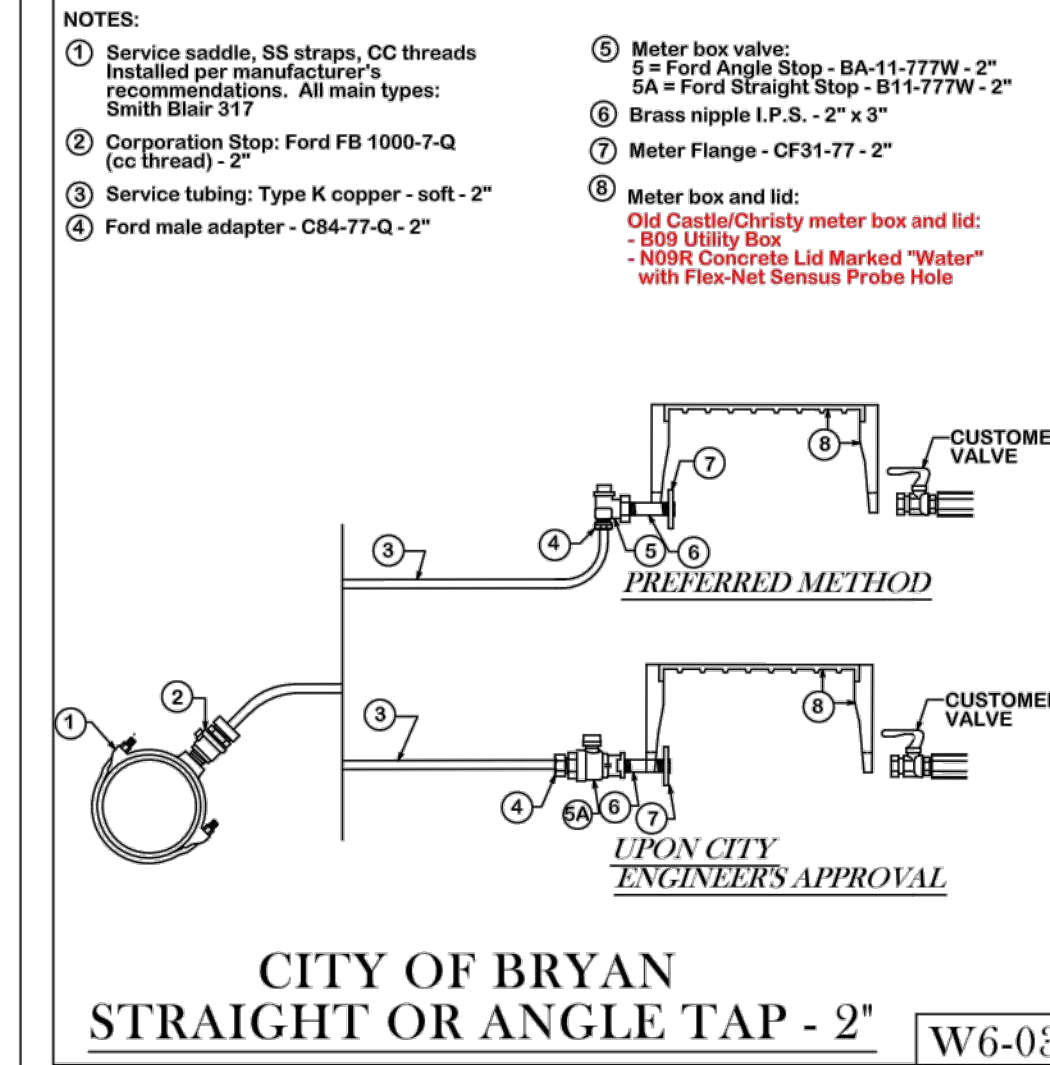 NOTES:
1 Service saddle, SS straps, CC threads
Installed per manufacturer's
recommendations. All main types:
Smith Blair 317
2 Corporation Stop: Ford FB 1000-7-Q
(cc thread) - 2"
3 Service tubing: Type K copper - soft - 2"
4 Ford male adapter - C84-77-Q - 2"
5 Meter box valve:
5 = Ford Angle Stop - BA-11-777W - 2"
5A = Ford Straight Stop - B11-777W - 2"
6 Brass nipple I.P.S. - 2" x 3"
7 Meter Flange - CF31-77 - 2"
8 Meter box and lid:
Old Castle/Christy meter box and lid:
- B09 Utility Box
- N09R Concrete Lid Marked "Water"
with Flex-Net Sensus Probe Hole
8
CUSTOME
VALVE
7
3
4
5
6
PREFERRED METHOD
1
2
3
8
CUSTOMER
VALVE
4
5A
6
7
UPON CITY
ENGINEER'S APPROVAL
CITY OF BRYAN
STRAIGHT OR ANGLE TAP - 2"
W6-03